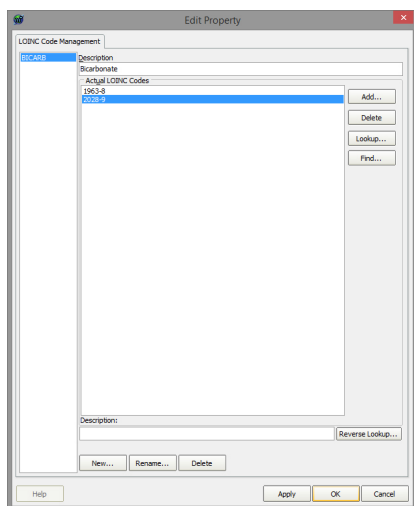 Edit Property
LOINC Code Management
BICARB
Description
Bicarbonate
Actual LOINC Codes
1963-8
2028-9
Add...
Delete
Lookup...
Find...
Description:
Reverse Lookup...
New... Rename... Delete
Help Apply OK Cancel